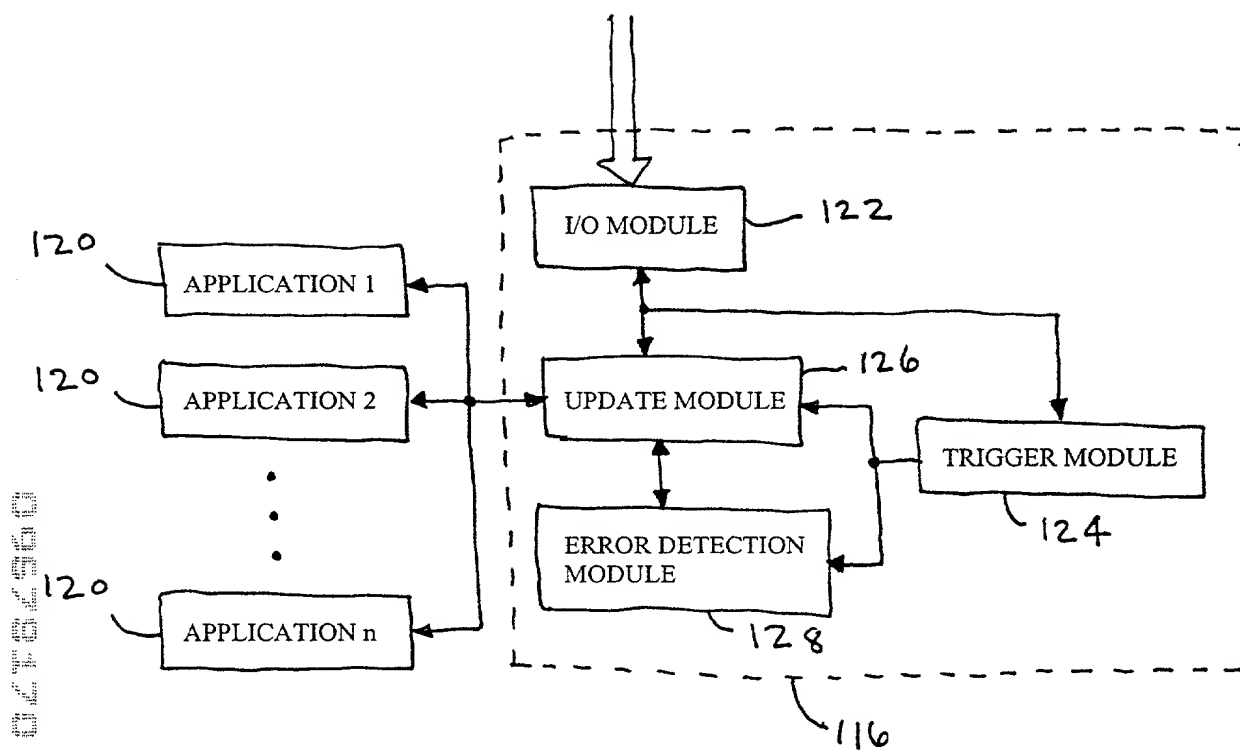 I/O MODULE
122
120
APPLICATION 1
120
APPLICATION 2
126
UPDATE MODULE
TRIGGER MODULE
124
ERROR DETECTION
MODULE
128
120
APPLICATION n
116